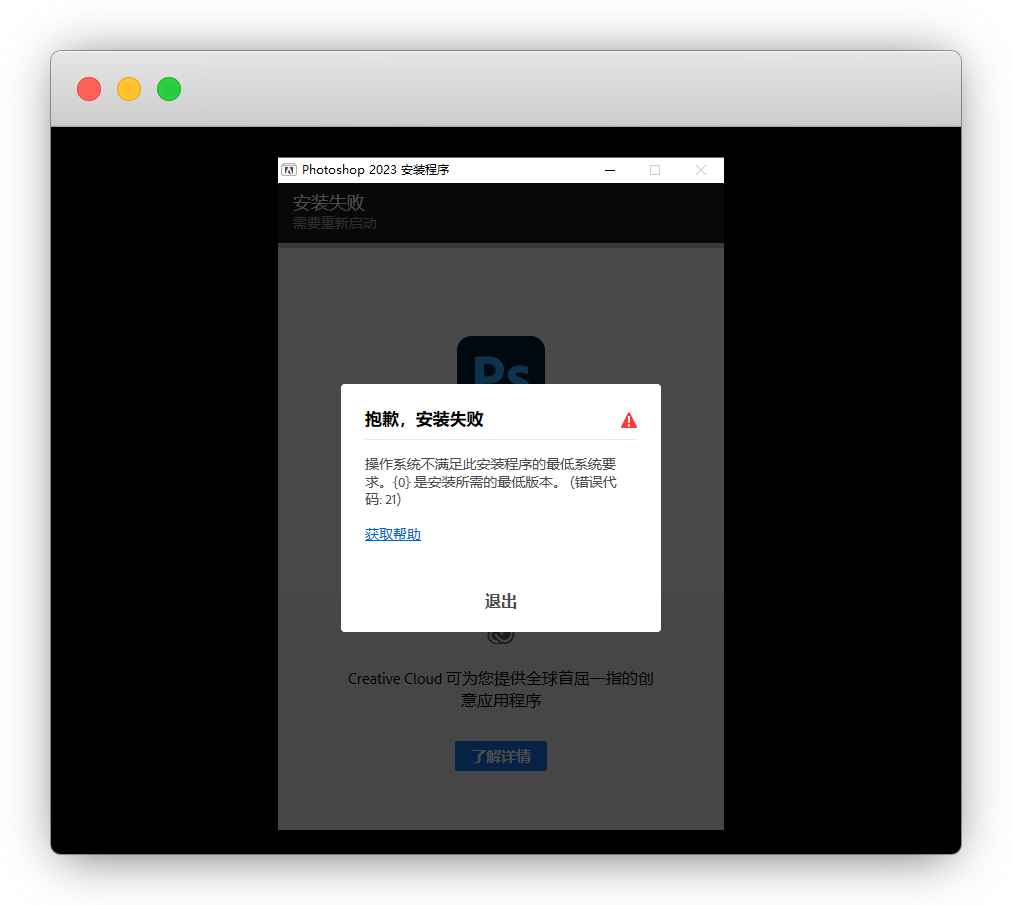 Photoshop 2023 安装程序
安装失败
需要重新启动
Ps
抱歉，安装失败
操作系统不满足此安装程序的最低系统要
求。{0} 是安装所需的最低版本。 (错误代
码: 21)
获取帮助
退出
Creative Cloud 可为您提供全球首屈一指的创
意应用程序
了解详情